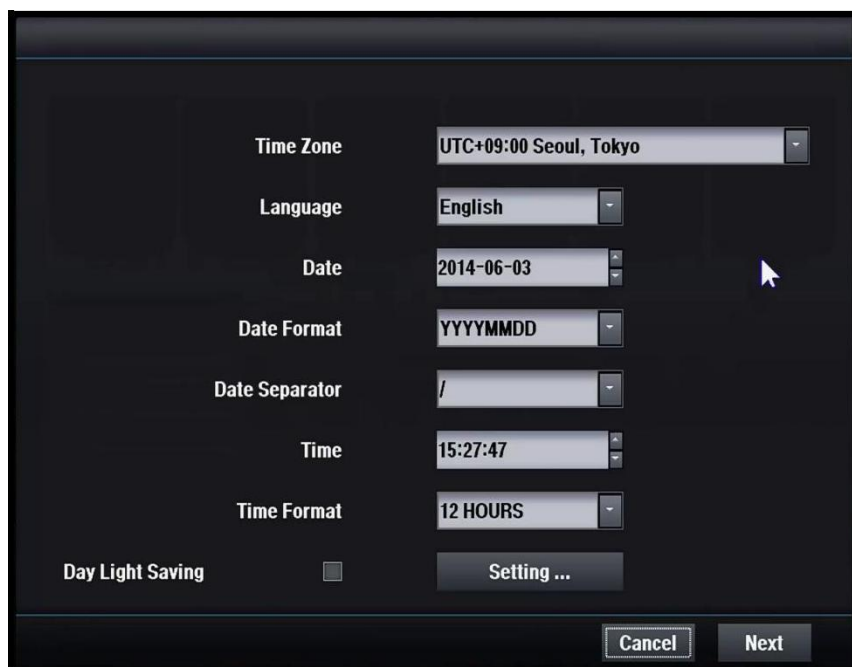 Time Zone UTC+09:00 Seoul, Tokyo
Language English
Date 2014-06-03
Date Format YYYYMMDD
Date Separator /
Time 15:27:47
Time Format 12 HOURS
Day Light Saving Setting ...
Cancel Next